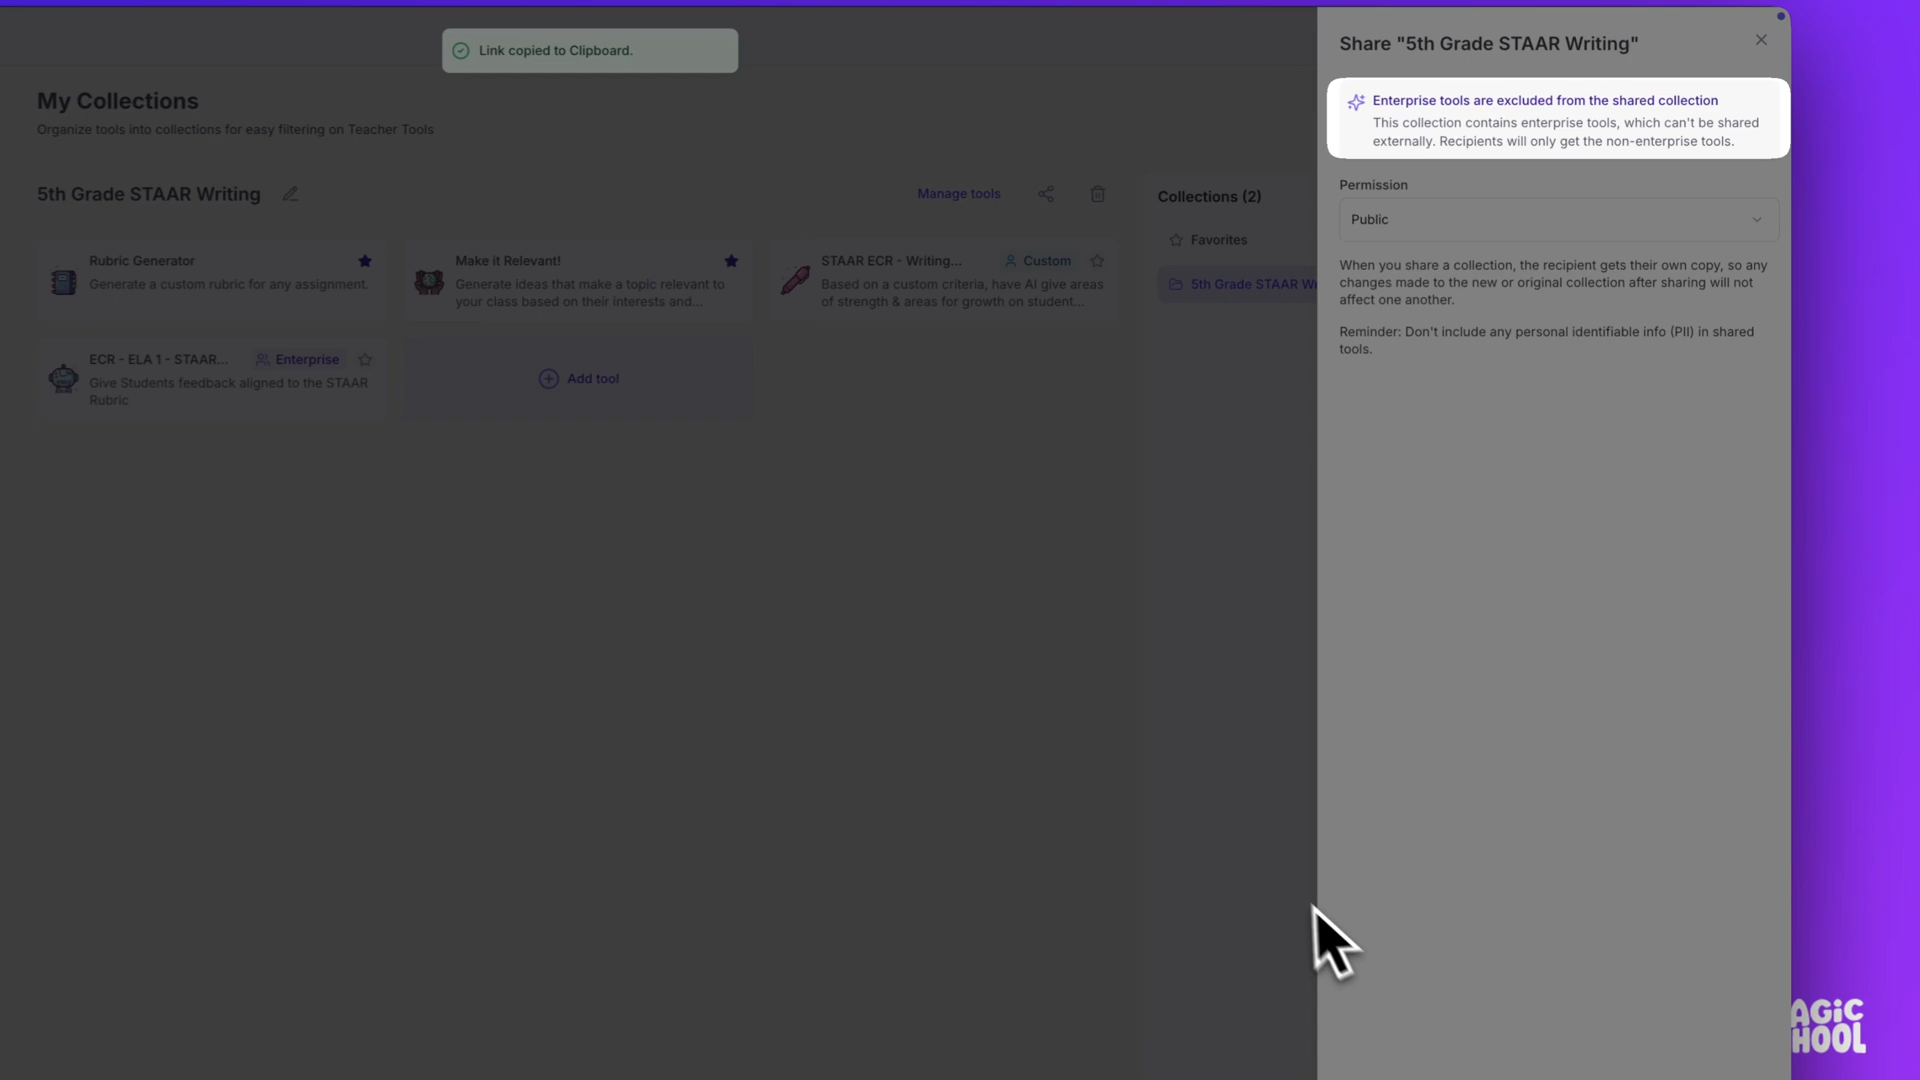 Link copied to Clipboard.
My Collections
Organize tools into collections for easy filtering on Teacher Tools
5th Grade STAAR Writing
Manage tools
Rubric Generator
Generate a custom rubric for any assignment.
Make it Relevant!
Generate ideas that make a topic relevant to
your class based on their interests and...
STAAR ECR - Writing...
Custom
Based on a custom criteria, have AI give areas
of strength & areas for growth on student...
ECR - ELA 1 - STAAR...
Enterprise
Give Students feedback aligned to the STAAR
Rubric
Add tool
Collections (2)
Favorites
5th Grade STAAR Wr
Share "5th Grade STAAR Writing"
Enterprise tools are excluded from the shared collection
This collection contains enterprise tools, which can't be shared
externally. Recipients will only get the non-enterprise tools.
Permission
Public
When you share a collection, the recipient gets their own copy, so any
changes made to the new or original collection after sharing will not
affect one another.
Reminder: Don't include any personal identifiable info (PII) in shared
tools.
AGiC
HOOL